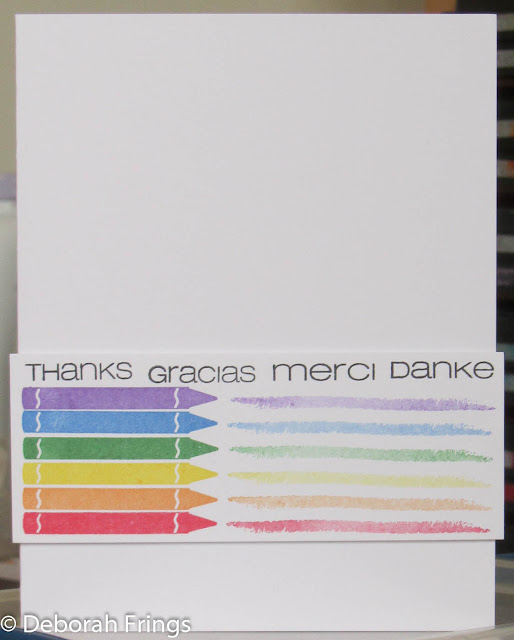 THanks Gracias merci Danke
© Deborah Frings